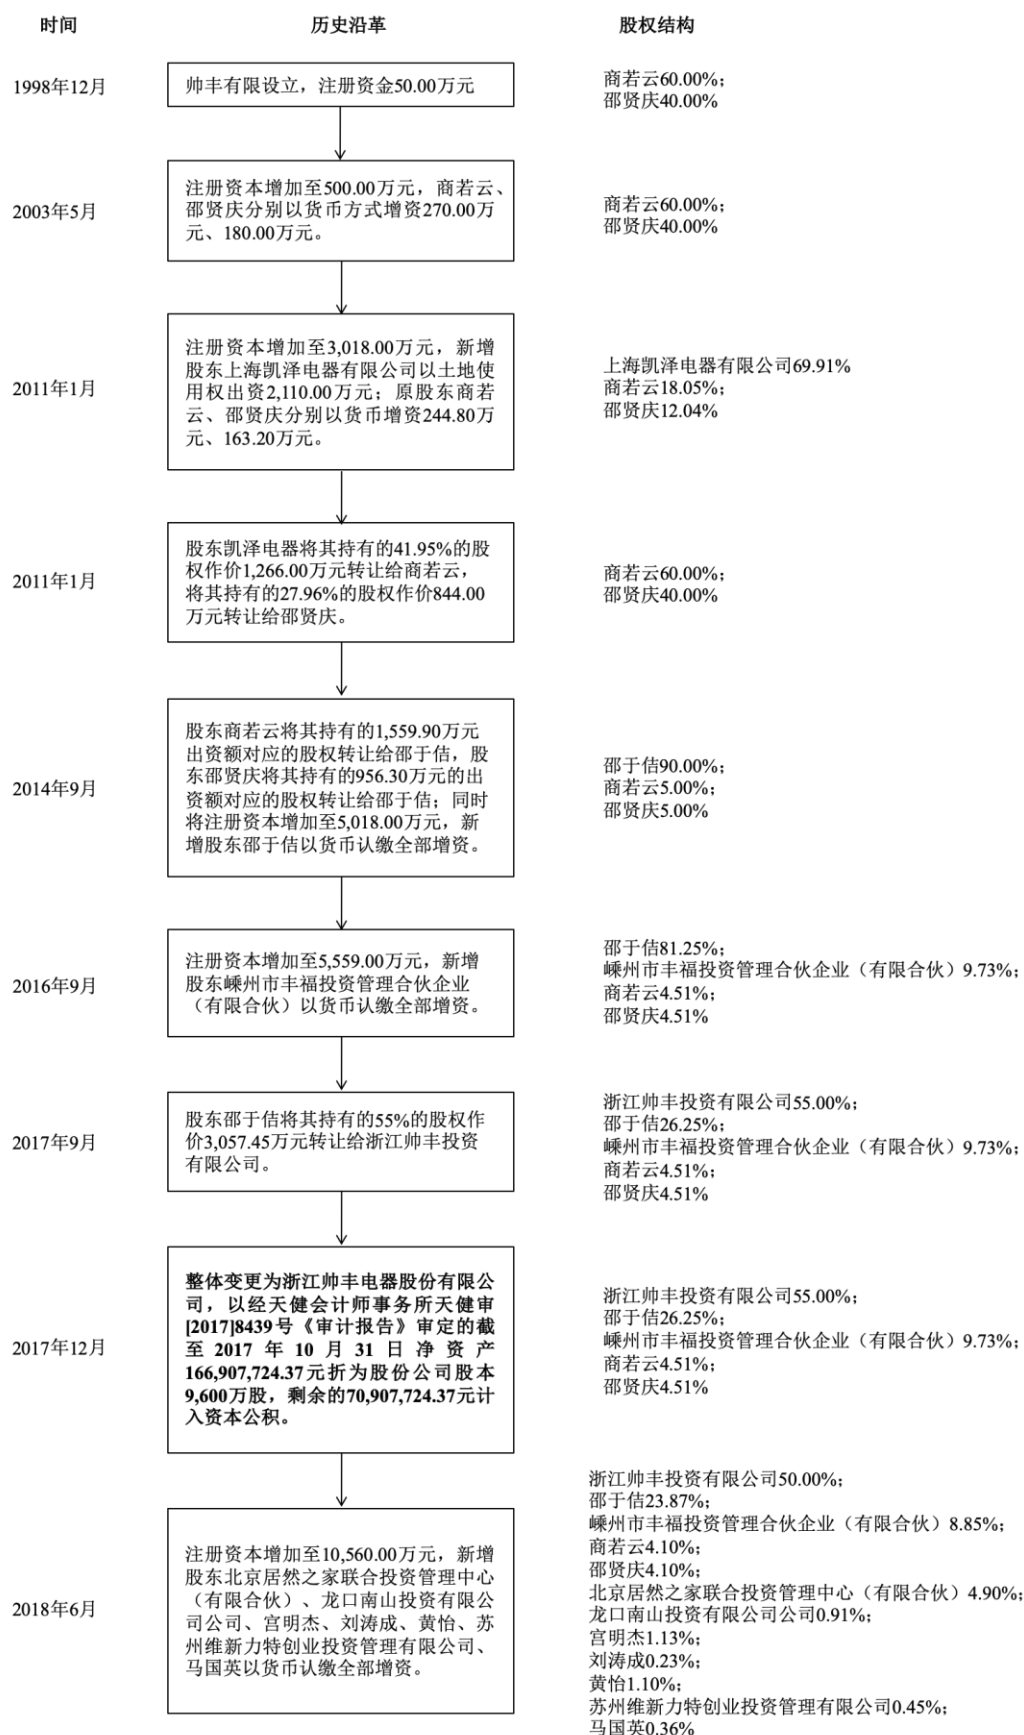 时间
历史沿革
股权结构
1998年12月
帅丰有限设立，注册资金50.00万元
商若云60.00%；
邵贤庆40.00%
2003年5月
注册资本增加至500.00万元，商若云、
邵贤庆分别以货币方式增资270.00万
元、180.00万元。
商若云60.00%；
邵贤庆40.00%
2011年1月
注册资本增加至3,018.00万元，新增
股东上海凯泽电器有限公司以土地使
用权出资2,110.00万元；原股东商若
云、邵贤庆分别以货币增资244.80万
元、163.20万元。
上海凯泽电器有限公司69.91%
商若云18.05%；
邵贤庆12.04%
2011年1月
股东凯泽电器将其持有的41.95%的股
权作价1,266.00万元转让给商若云，
将其持有的27.96%的股权作价844.00
万元转让给邵贤庆。
商若云60.00%；
邵贤庆40.00%
2014年9月
股东商若云将其持有的1,559.90万元
出资额对应的股权转让给邵于佶，股
东邵贤庆将其持有的956.30万元的出
资额对应的股权转让给邵于佶；同时
将注册资本增加至5,018.00万元，新
增股东邵于佶以货币认缴全部增资。
邵于佶90.00%；
商若云5.00%；
邵贤庆5.00%
2016年9月
注册资本增加至5,559.00万元，新增
股东嵊州市丰福投资管理合伙企业
（有限合伙）以货币认缴全部增资。
邵于佶81.25%；
嵊州市丰福投资管理合伙企业（有限合伙）9.73%；
商若云4.51%；
邵贤庆4.51%
2017年9月
股东邵于佶将其持有的55%的股权作
价3,057.45万元转让给浙江帅丰投资
有限公司。
浙江帅丰投资有限公司55.00%；
邵于佶26.25%；
嵊州市丰福投资管理合伙企业（有限合伙）9.73%；
商若云4.51%；
邵贤庆4.51%
2017年12月
整体变更为浙江帅丰电器股份有限公
司，以经天健会计师事务所天健审
[2017]8439号《审计报告》审定的截
至2017年10月31日净资产
166,907,724.37元折为股份公司股本
9,600万股，剩余的70,907,724.37元计
入资本公积。
浙江帅丰投资有限公司55.00%；
邵于佶26.25%；
嵊州市丰福投资管理合伙企业（有限合伙）9.73%；
商若云4.51%；
邵贤庆4.51%
2018年6月
注册资本增加至10,560.00万元，新增
股东北京居然之家联合投资管理中心
（有限合伙）、龙口南山投资有限公
司公司、宫明杰、刘涛成、黄怡、苏
州维新力特创业投资管理有限公司、
马国英以货币认缴全部增资。
浙江帅丰投资有限公司50.00%；
邵于佶23.87%；
嵊州市丰福投资管理合伙企业（有限合伙）8.85%；
商若云4.10%；
邵贤庆4.10%；
北京居然之家联合投资管理中心（有限合伙）4.90%；
龙口南山投资有限公司公司0.91%；
宫明杰1.13%；
刘涛成0.23%；
黄怡1.10%；
苏州维新力特创业投资管理有限公司0.45%；
马国英0.36%